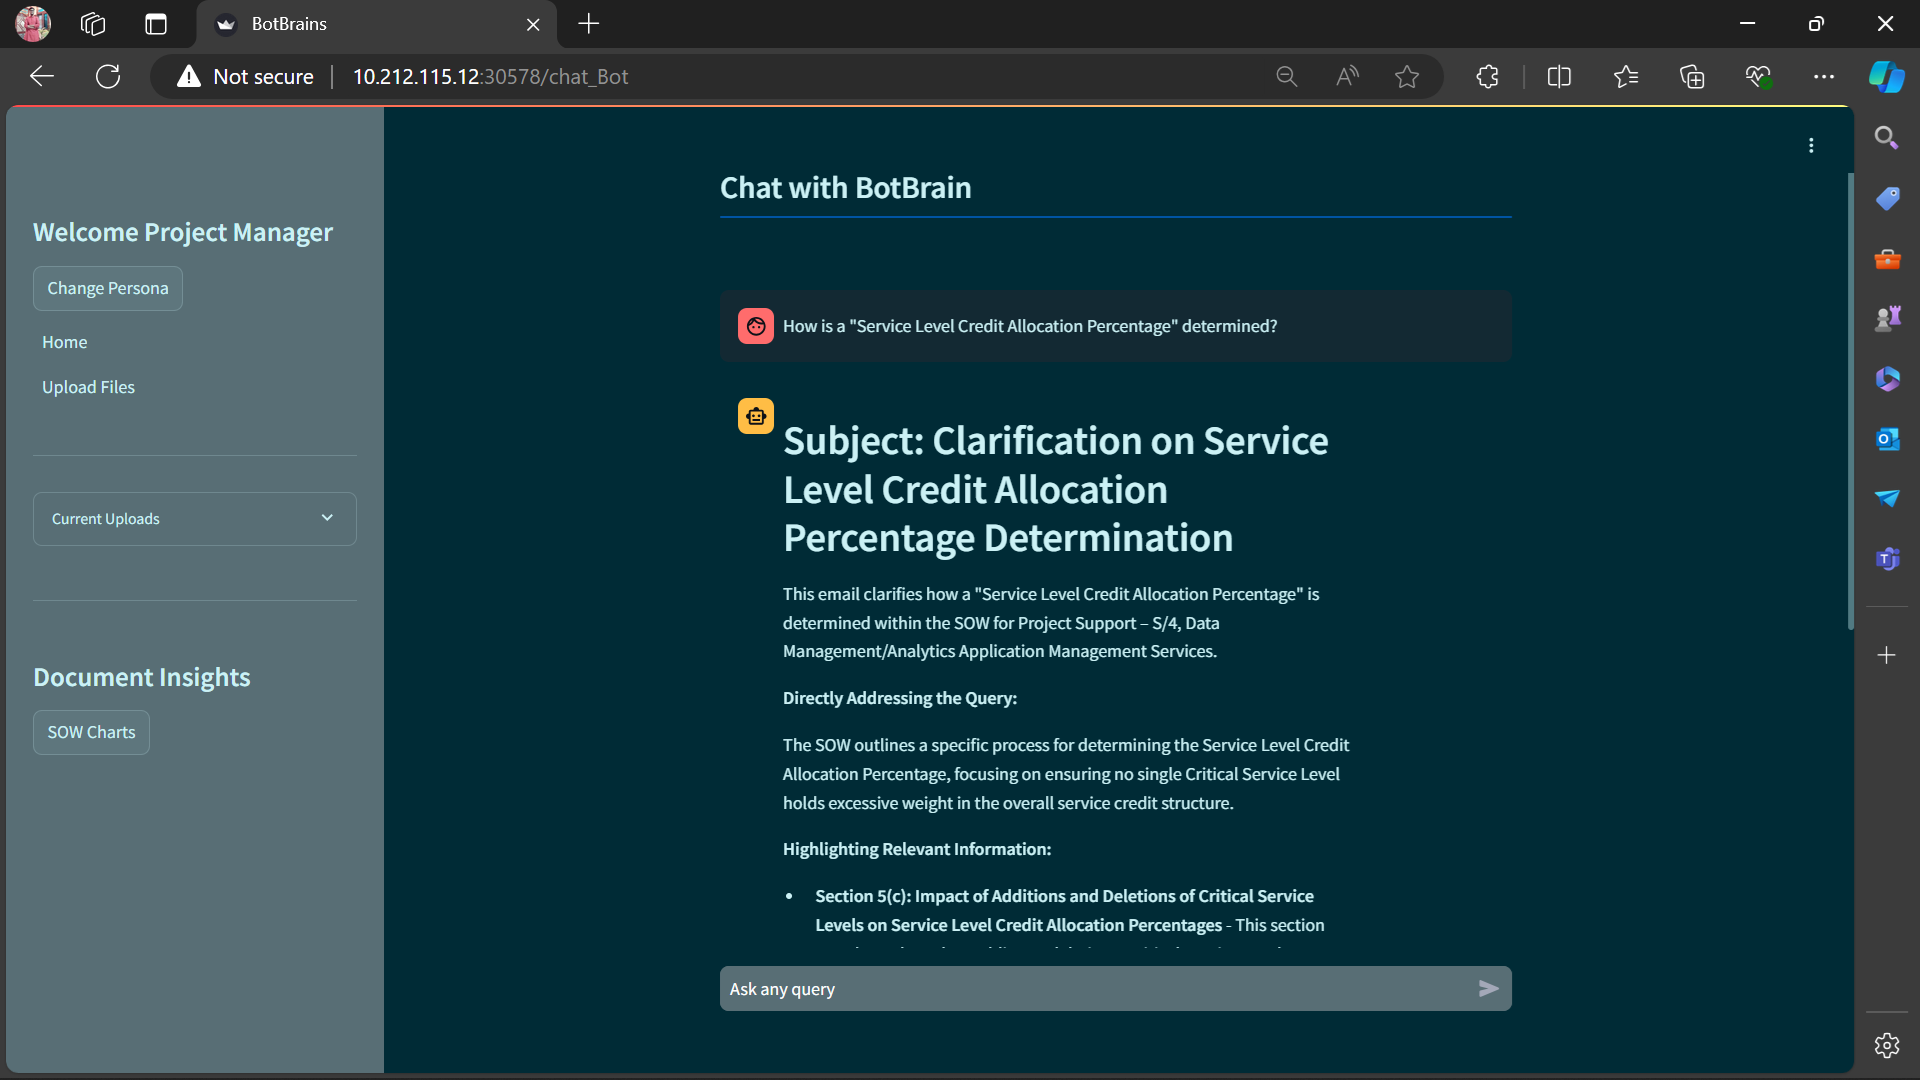 BotBrains
Not secure
10.212.115.12:30578/chat_Bot
Welcome Project Manager
Change Persona
Home
Upload Files
Current Uploads
Document Insights
SOW Charts
Chat with BotBrain
How is a "Service Level Credit Allocation Percentage" determined?
Subject: Clarification on Service
Level Credit Allocation
Percentage Determination
This email clarifies how a "Service Level Credit Allocation Percentage" is
determined within the SOW for Project Support – S/4, Data
Management/Analytics Application Management Services.
Directly Addressing the Query:
The SOW outlines a specific process for determining the Service Level Credit
Allocation Percentage, focusing on ensuring no single Critical Service Level
holds excessive weight in the overall service credit structure.
Highlighting Relevant Information:
• Section 5(c): Impact of Additions and Deletions of Critical Service
Levels on Service Level Credit Allocation Percentages - This section
Ask any query